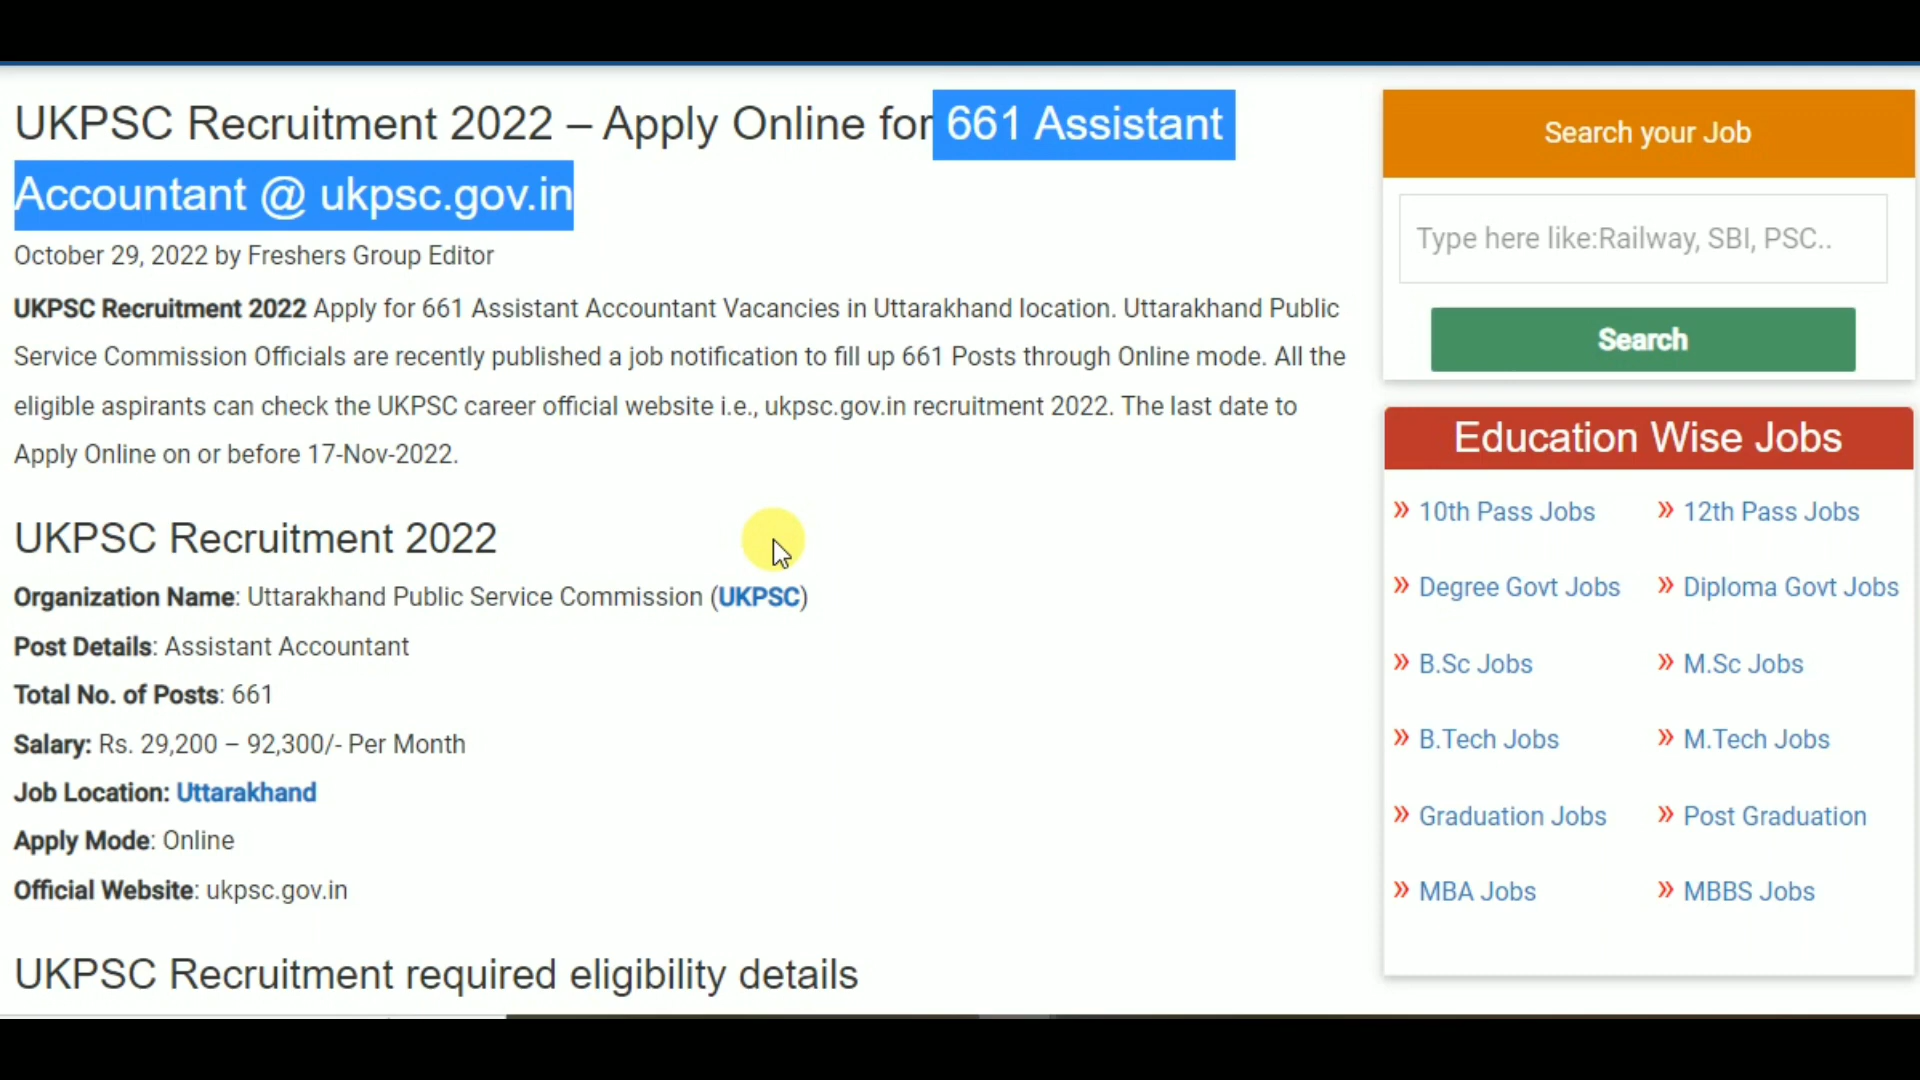 UKPSC Recruitment 2022 – Apply Online for 661 Assistant
Accountant @ ukpsc.gov.in
October 29, 2022 by Freshers Group Editor
UKPSC Recruitment 2022 Apply for 661 Assistant Accountant Vacancies in Uttarakhand location. Uttarakhand Public
Service Commission Officials are recently published a job notification to fill up 661 Posts through Online mode. All the
eligible aspirants can check the UKPSC career official website i.e., ukpsc.gov.in recruitment 2022. The last date to
Apply Online on or before 17-Nov-2022.
UKPSC Recruitment 2022
Organization Name: Uttarakhand Public Service Commission (UKPSC)
Post Details: Assistant Accountant
Total No. of Posts: 661
Salary: Rs. 29,200 – 92,300/- Per Month
Job Location: Uttarakhand
Apply Mode: Online
Official Website: ukpsc.gov.in
UKPSC Recruitment required eligibility details
Search your Job
Type here like:Railway, SBI, PSC..
Search
Education Wise Jobs
» 10th Pass Jobs » 12th Pass Jobs
» Degree Govt Jobs » Diploma Govt Jobs
» B.Sc Jobs » M.Sc Jobs
» B.Tech Jobs » M.Tech Jobs
» Graduation Jobs » Post Graduation
» MBA Jobs » MBBS Jobs